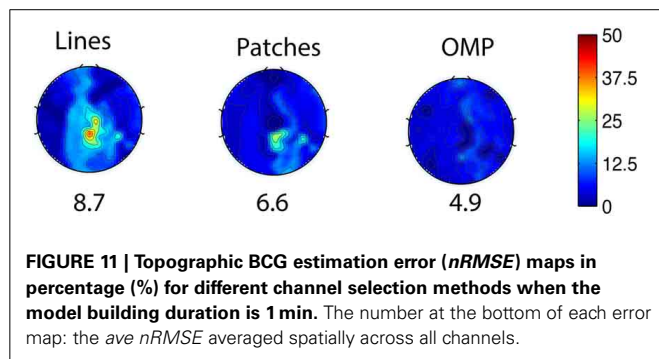 Lines Patches OMP
50
37.5
25
12.5
0
8.7 6.6 4.9
FIGURE 11 | Topographic BCG estimation error (nRMSE) maps in
percentage (%) for different channel selection methods when the
model building duration is 1 min. The number at the bottom of each error
map: the ave nRMSE averaged spatially across all channels.